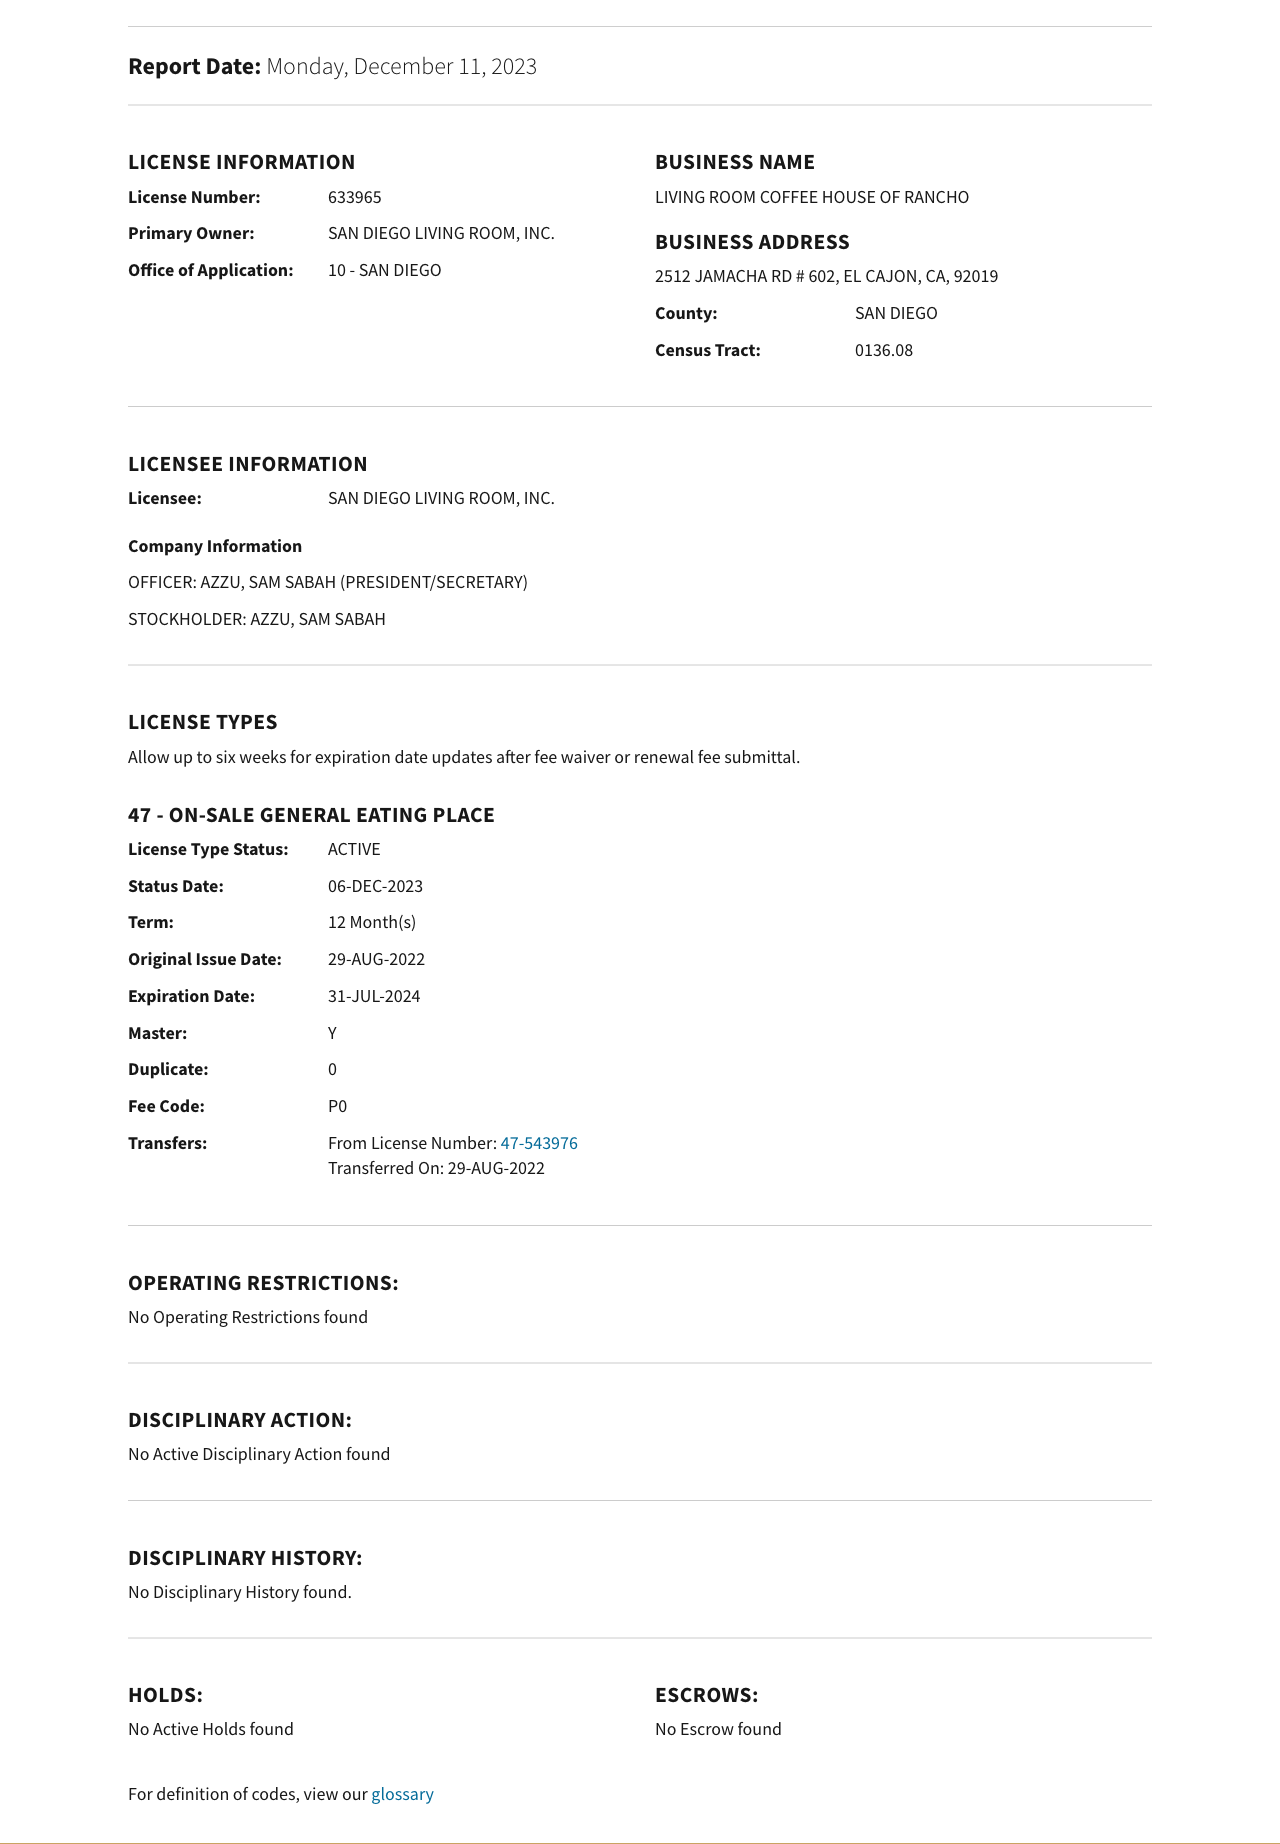 Report Date: Monday, December 11, 2023
LICENSE INFORMATION
License Number: 633965
Primary Owner: SAN DIEGO LIVING ROOM, INC.
Office of Application: 10 - SAN DIEGO
BUSINESS NAME
LIVING ROOM COFFEE HOUSE OF RANCHO
BUSINESS ADDRESS
2512 JAMACHA RD # 602, EL CAJON, CA, 92019
County: SAN DIEGO
Census Tract: 0136.08
LICENSEE INFORMATION
Licensee: SAN DIEGO LIVING ROOM, INC.
Company Information
OFFICER: AZZU, SAM SABAH (PRESIDENT/SECRETARY)
STOCKHOLDER: AZZU, SAM SABAH
LICENSE TYPES
Allow up to six weeks for expiration date updates after fee waiver or renewal fee submittal.
47 - ON-SALE GENERAL EATING PLACE
License Type Status: ACTIVE
Status Date: 06-DEC-2023
Term: 12 Month(s)
Original Issue Date: 29-AUG-2022
Expiration Date: 31-JUL-2024
Master: Y
Duplicate: 0
Fee Code: P0
Transfers: From License Number: 47-543976
Transferred On: 29-AUG-2022
OPERATING RESTRICTIONS:
No Operating Restrictions found
DISCIPLINARY ACTION:
No Active Disciplinary Action found
DISCIPLINARY HISTORY:
No Disciplinary History found.
HOLDS:
No Active Holds found
ESCROWS:
No Escrow found
For definition of codes, view our glossary